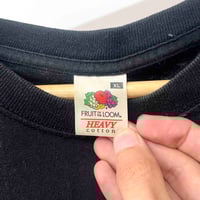 XL
FRUIT OF THE LOOM®
HEAVY
cotton